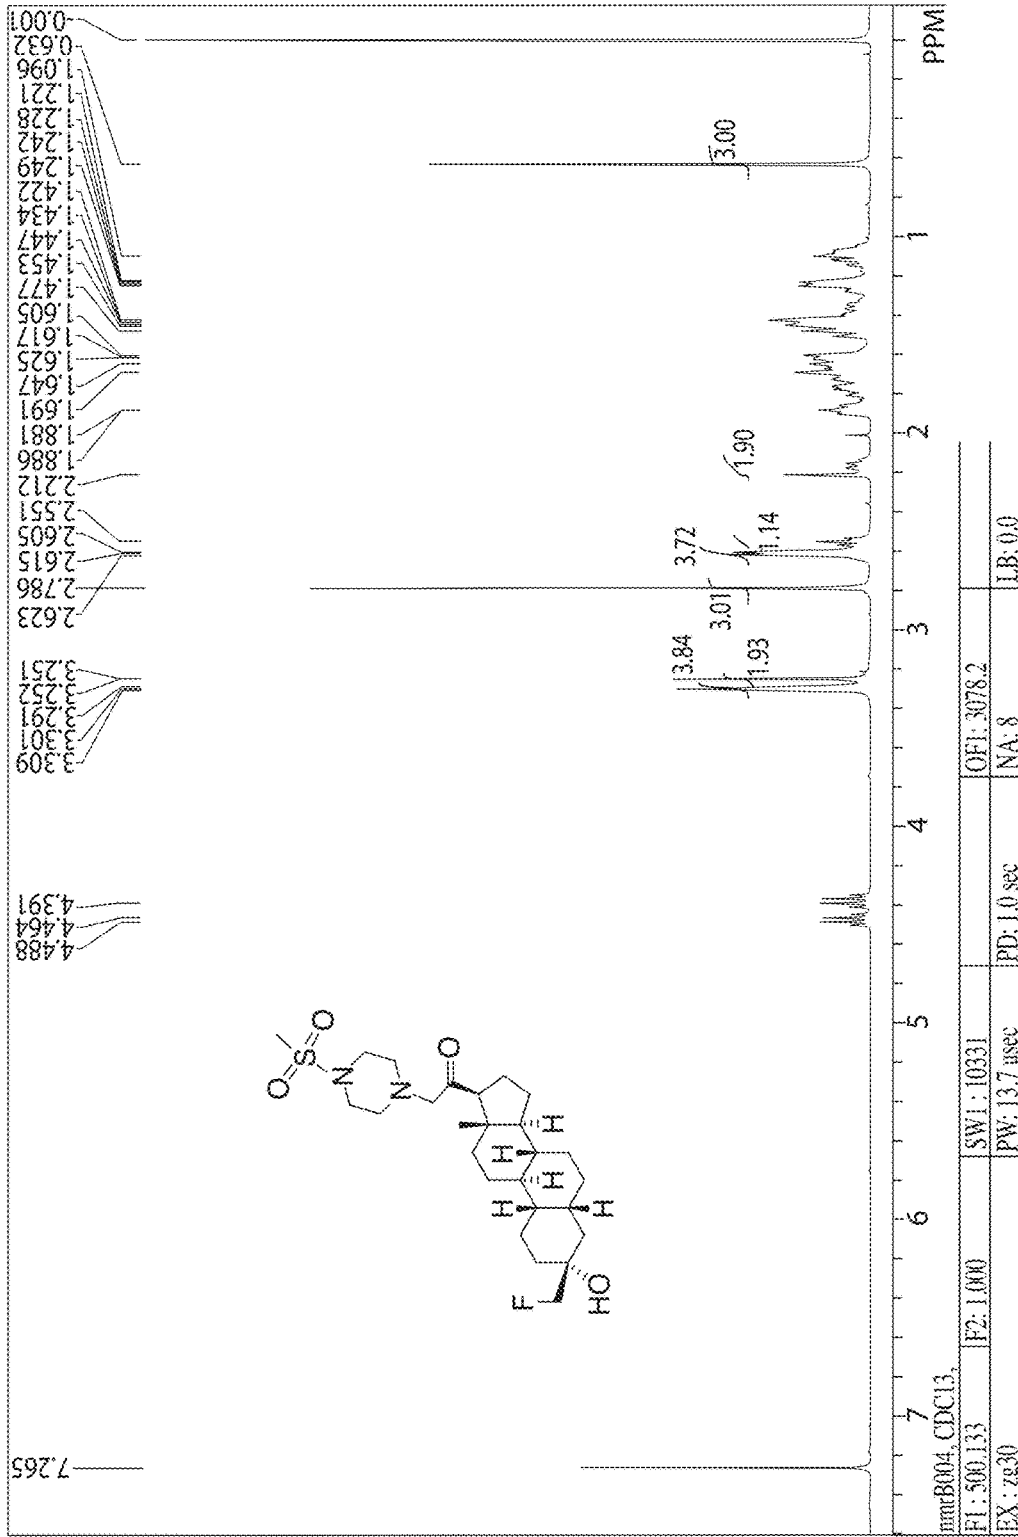 7.265
4.488
4.464
4.391
3.309
3.301
3.291
3.252
3.251
2.623
2.786
2.615
2.605
2.551
2.212
1.886
1.881
1.691
1.647
1.625
1.617
1.605
1.477
1.453
1.447
1.434
1.422
1.249
1.242
1.228
1.221
1.096
0.632
-0.001
O
S
O
N
N
O
H
H
H
H
H
F
HO
3.84
1.93
3.01
3.72
1.14
1.90
3.00
7
6
5
4
3
2
1
PPM
nmrB004, CDCl3,
F1: 500.133 F2: 1.000 SW1: 10331 OF1: 3078.2
EX: zg30 PW: 13.7 usec PD: 1.0 sec NA: 8 LB: 0.0